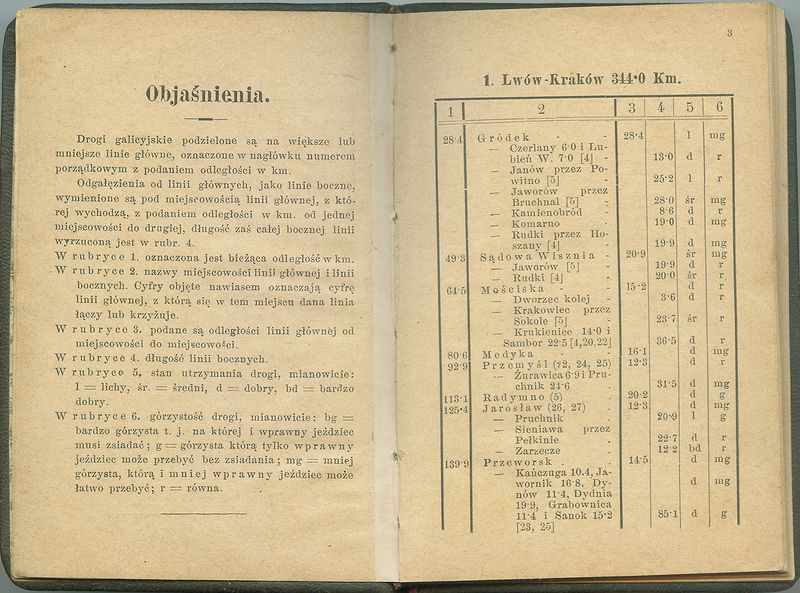 Objaśnienia.
Drogi galicyjskie podzielone są na większe lub
mniejsze linie główne, oznaczone w nagłówku numerem
porządkowym z podaniem odległości w km.
Odgałęzienia od linii głównych, jako linie boczne,
wymienione są pod miejscowością linii głównej, z któ-
rej wychodzą, z podaniem odległości w km. od jednej
miejscowości do drugiej, długość zaś całej bocznej linii
wyrzuconą jest w rubr. 4.
W rubryce 1. oznaczona jest bieżąca odległość w km.
W rubryce 2. nazwy miejscowości linii głównej i linii
bocznych. Cyfry objęte nawiasem oznaczają cyfrę
linii głównej, z którą się w tem miejscu dana linia
łączy lub krzyżuje.
W rubryce 3. podane są odległości linii głównej od
miejscowości do miejscowości.
W rubryce 4. długość linii bocznych.
W rubryce 5. stan utrzymania drogi, mianowicie:
l = lichy, śr. = średni, d = dobry, bd = bardzo
dobry.
W rubryce 6. górzystość drogi, mianowicie: bg =
bardzo górzysta t. j. na której i wprawny jeździec
musi zsiadać; g = górzysta którą tylko wprawny
jeździec może przebyć bez zsiadania; mg = mniej
górzysta, którą i mniej wprawny jeździec może
łatwo przebyć; r = równa.
3
1. Lwów-Kraków 344·0 Km.
1 2 3 4 5 6
28·4 Gródek - - 28·4 l mg
— Czerlany 6·0 i Lu-
bień W. 7·0 [4] - 13·0 d r
— Janów przez Po-
witno [5] 25·2 l r
— Jaworów przez
Bruchnal [5] - 28·0 śr mg
— Kamienobród - 8·6 d r
— Komarno - 19·0 d mg
— Rudki przez Ho-
szany [4] - 19·9 d mg
49·3 Sądowa Wisznia - 20·9 śr mg
— Jaworów [5] - 19·9 d r
— Rudki [4] - 20·0 śr r
64·5 Mościska - - 15·2 d r
— Dworzec kolej - 3·6 d r
— Krakowiec przez
Sokole [5] - 23·7 śr r
— Krukienice 14·0 i
Sambor 22·5 [4,20,22] 36·5 d r
80·6 Medyka - - 16·1 d mg
92·9 Przemyśl (22, 24, 25) 12·3 d r
— Żurawica 6·9 i Pru-
chnik 24·6 31·5 d mg
113·1 Radymno (5) 20·2 d g
125·4 Jarosław (26, 27) 12·3 d mg
— Pruchnik . 20·9 l g
— Sieniawa przez
Pełkinie . 22·7 d r
— Zarzecze . 12·2 bd r
139·9 Przeworsk . . 14·5 d mg
— Kańczuga 10.4, Ja-
wornik 16·8, Dy- d mg
nów 11·4, Dydnia
19·9, Grabownica
11·4 i Sanok 15·2 85·1 d g
[23, 25]